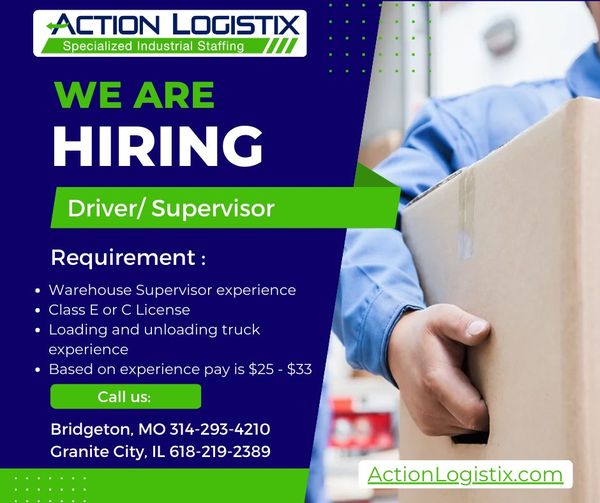 ACTION LOGISTIX
Specialized Industrial Staffing
WE ARE
HIRING
Driver/ Supervisor
Requirement :
• Warehouse Supervisor experience
• Class E or C License
• Loading and unloading truck
experience
• Based on experience pay is $25 - $33
Call us:
Bridgeton, MO 314-293-4210
Granite City, IL 618-219-2389
ActionLogistix.com